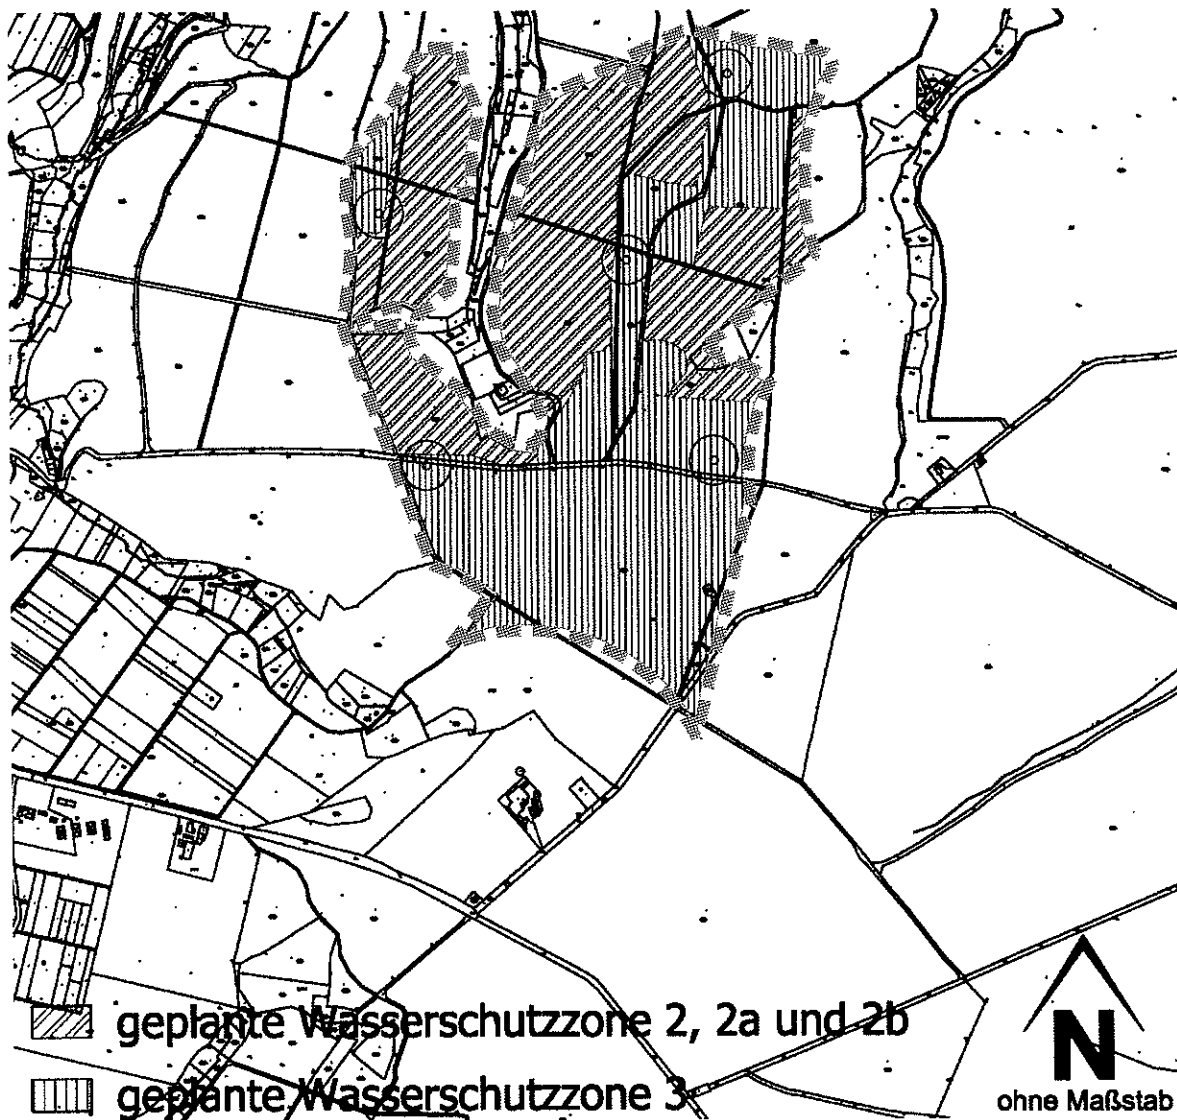 geplante Wasserschutzzone 2, 2a und 2b
geplante Wasserschutzzone 3
N
ohne Maßstab